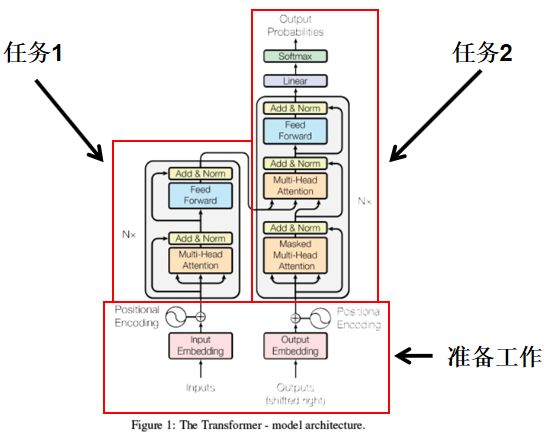 任务1
任务2
Output
Probabilities
Softmax
Linear
Add & Norm
Feed
Forward
Add & Norm
Multi-Head
Attention
Nx
Add & Norm
Masked
Multi-Head
Attention
Add & Norm
Feed
Forward
Nx
Add & Norm
Multi-Head
Attention
Positional
Encoding
Positional
Encoding
Input
Embedding
Output
Embedding
准备工作
Inputs
Outputs
(shifted right)
Figure 1: The Transformer - model architecture.